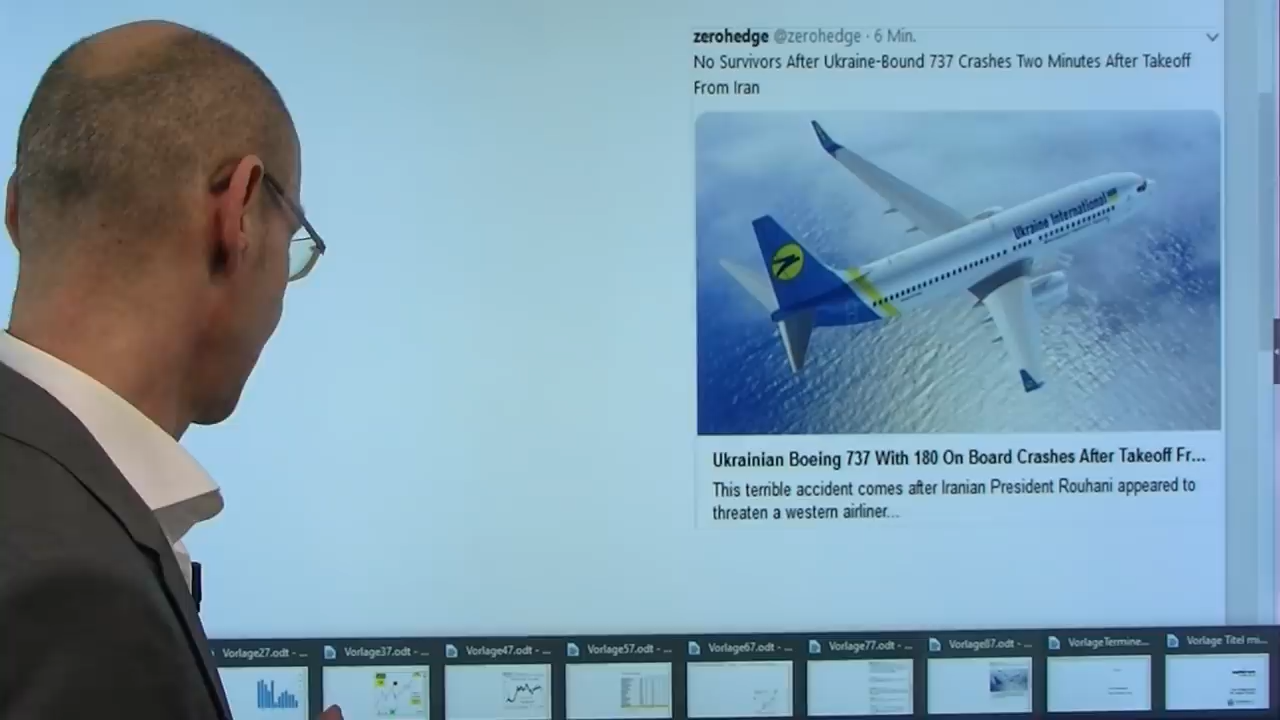 zerohedge @zerohedge · 6 Min.
No Survivors After Ukraine-Bound 737 Crashes Two Minutes After Takeoff
From Iran
Ukraine International
Ukrainian Boeing 737 With 180 On Board Crashes After Takeoff Fr...
This terrible accident comes after Iranian President Rouhani appeared to
threaten a western airliner...
Vorlage27.odt - ...
Vorlage37.odt - ...
Vorlage47.odt - ...
Vorlage57.odt - ...
Vorlage67.odt - ...
Vorlage77.odt - ...
Vorlage87.odt - ...
VorlageTermine...
Vorlage Titel mi...